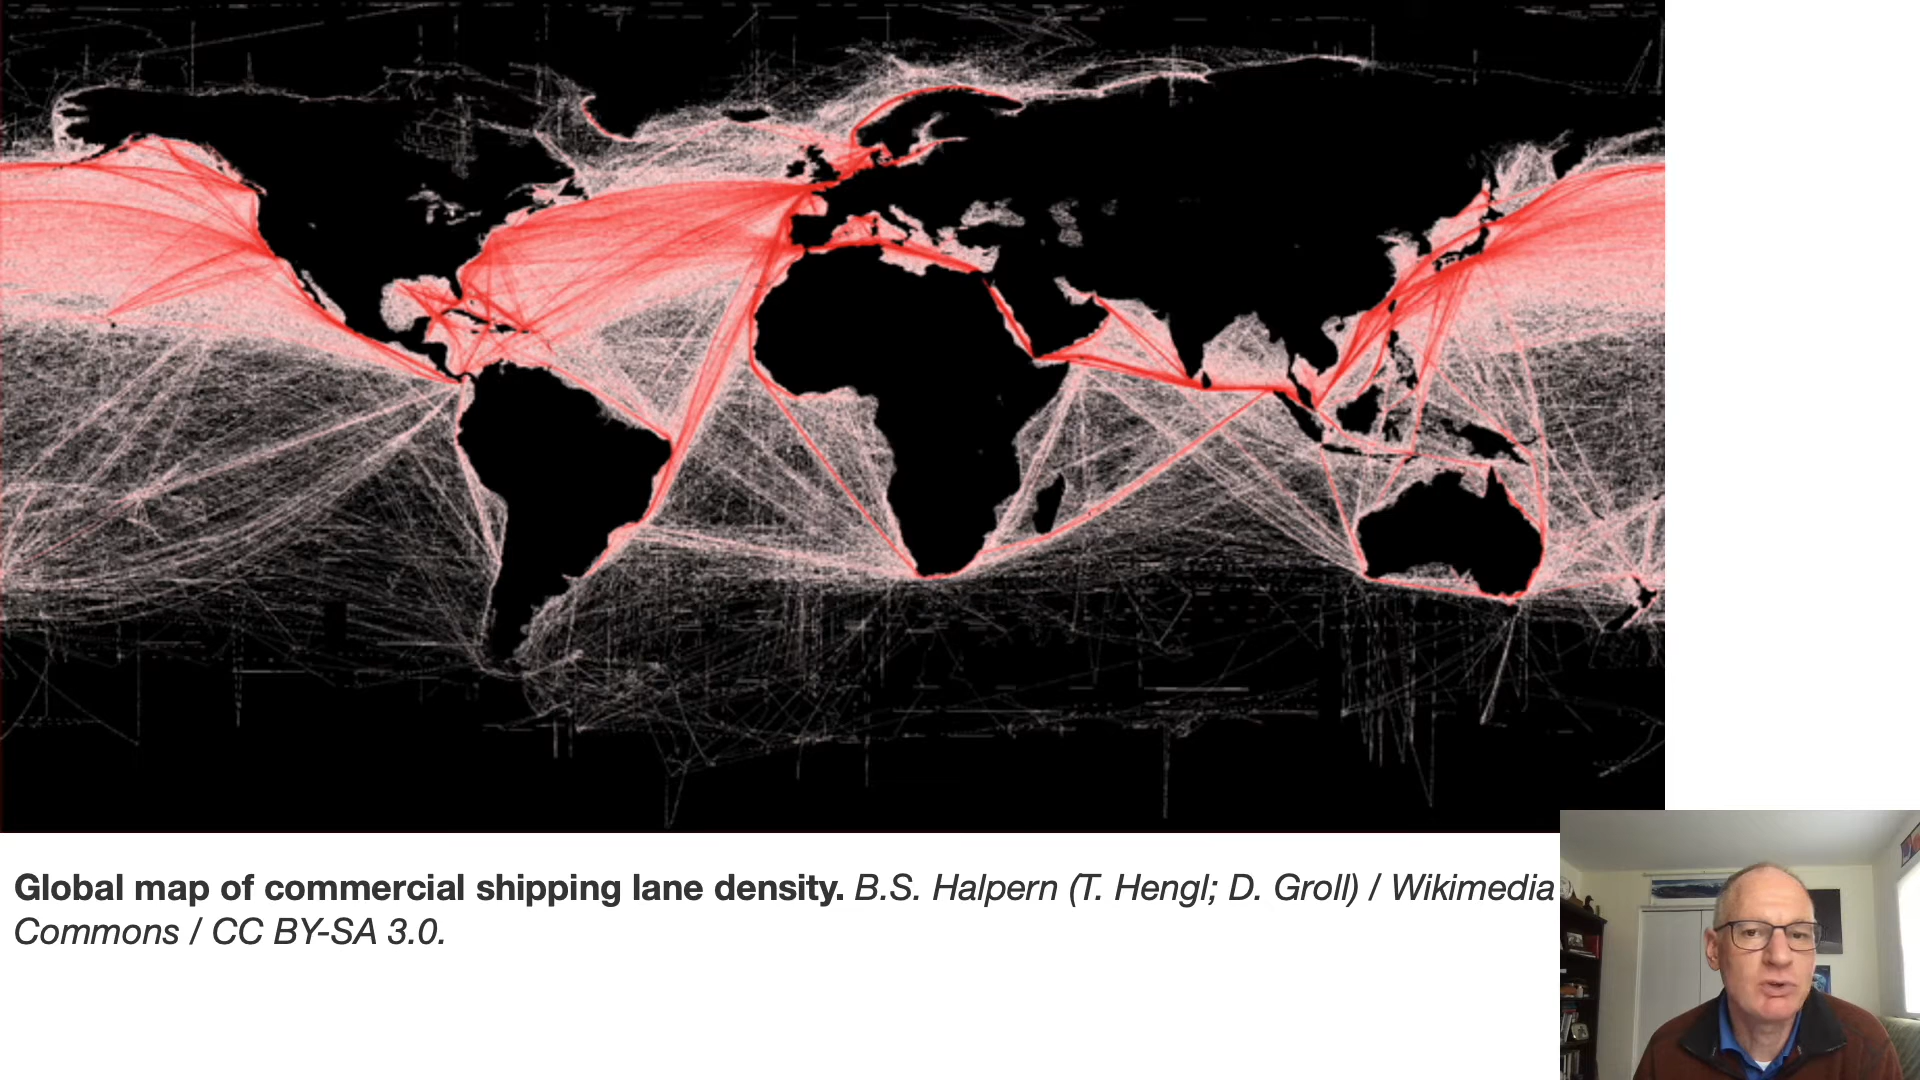 Global map of commercial shipping lane density. B.S. Halpern (T. Hengl; D. Groll) / Wikimedia
Commons / CC BY-SA 3.0.